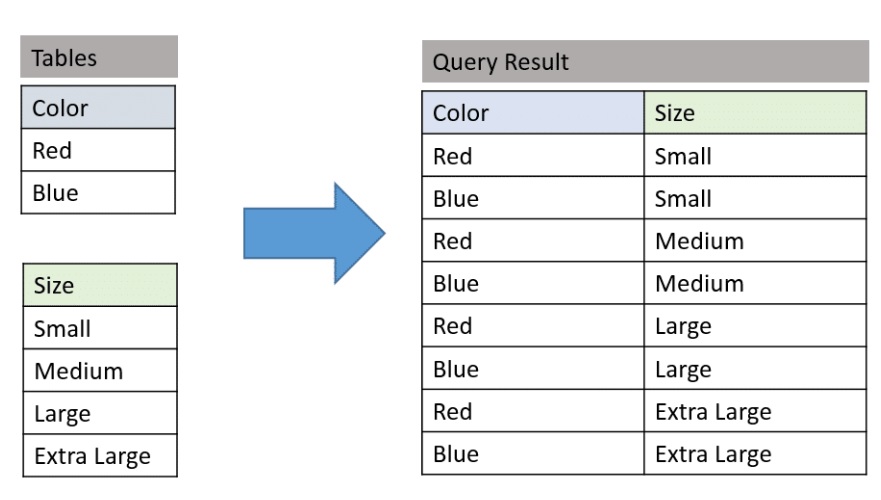 Tables
Color
Red
Blue
Size
Small
Medium
Large
Extra Large
Query Result
Color Size
Red Small
Blue Small
Red Medium
Blue Medium
Red Large
Blue Large
Red Extra Large
Blue Extra Large